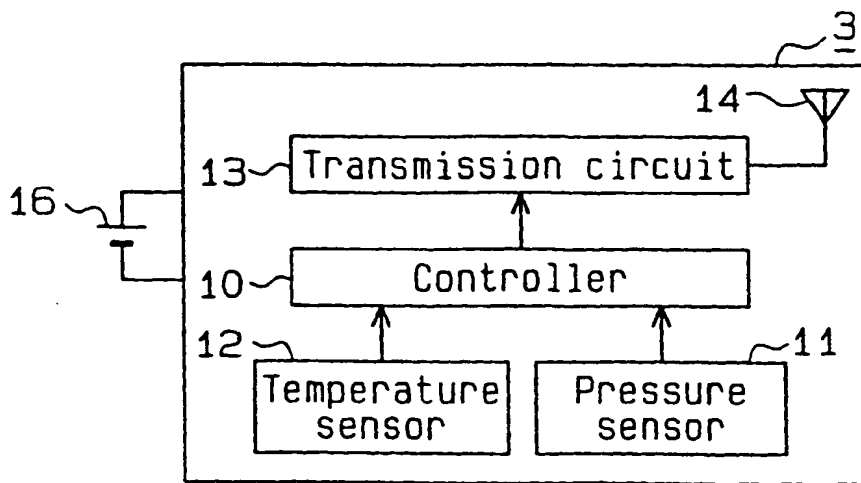 3
14
13 Transmission circuit
16
10 Controller
12 11
Temperature sensor
Pressure sensor